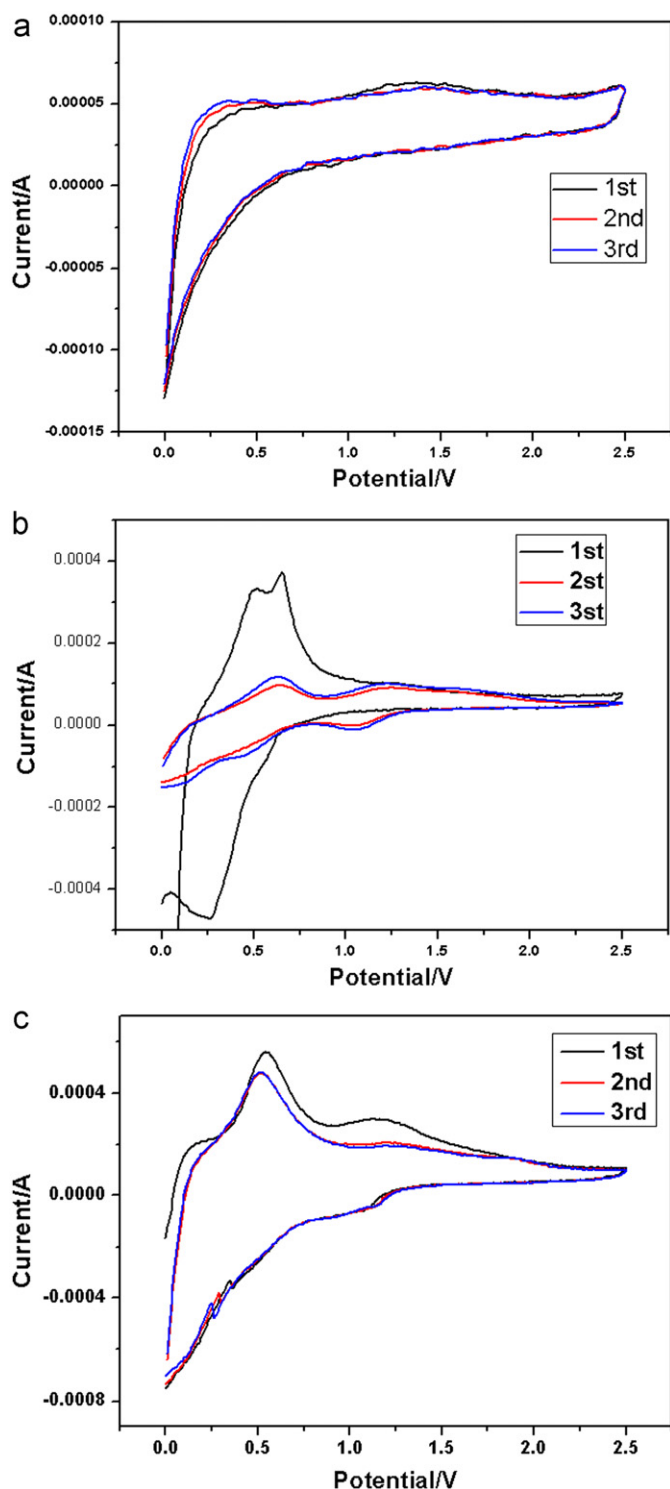 a
0.00010
0.00005
0.00000
-0.00005
-0.00010
-0.00015
Current/A
1st
2nd
3rd
0.0 0.5 1.0 1.5 2.0 2.5
Potential/V
b
0.0004
0.0002
0.0000
-0.0002
-0.0004
Current/A
1st
2st
3st
0.0 0.5 1.0 1.5 2.0 2.5
Potential/V
c
0.0004
0.0000
-0.0004
-0.0008
Current/A
1st
2nd
3rd
0.0 0.5 1.0 1.5 2.0 2.5
Potential/V